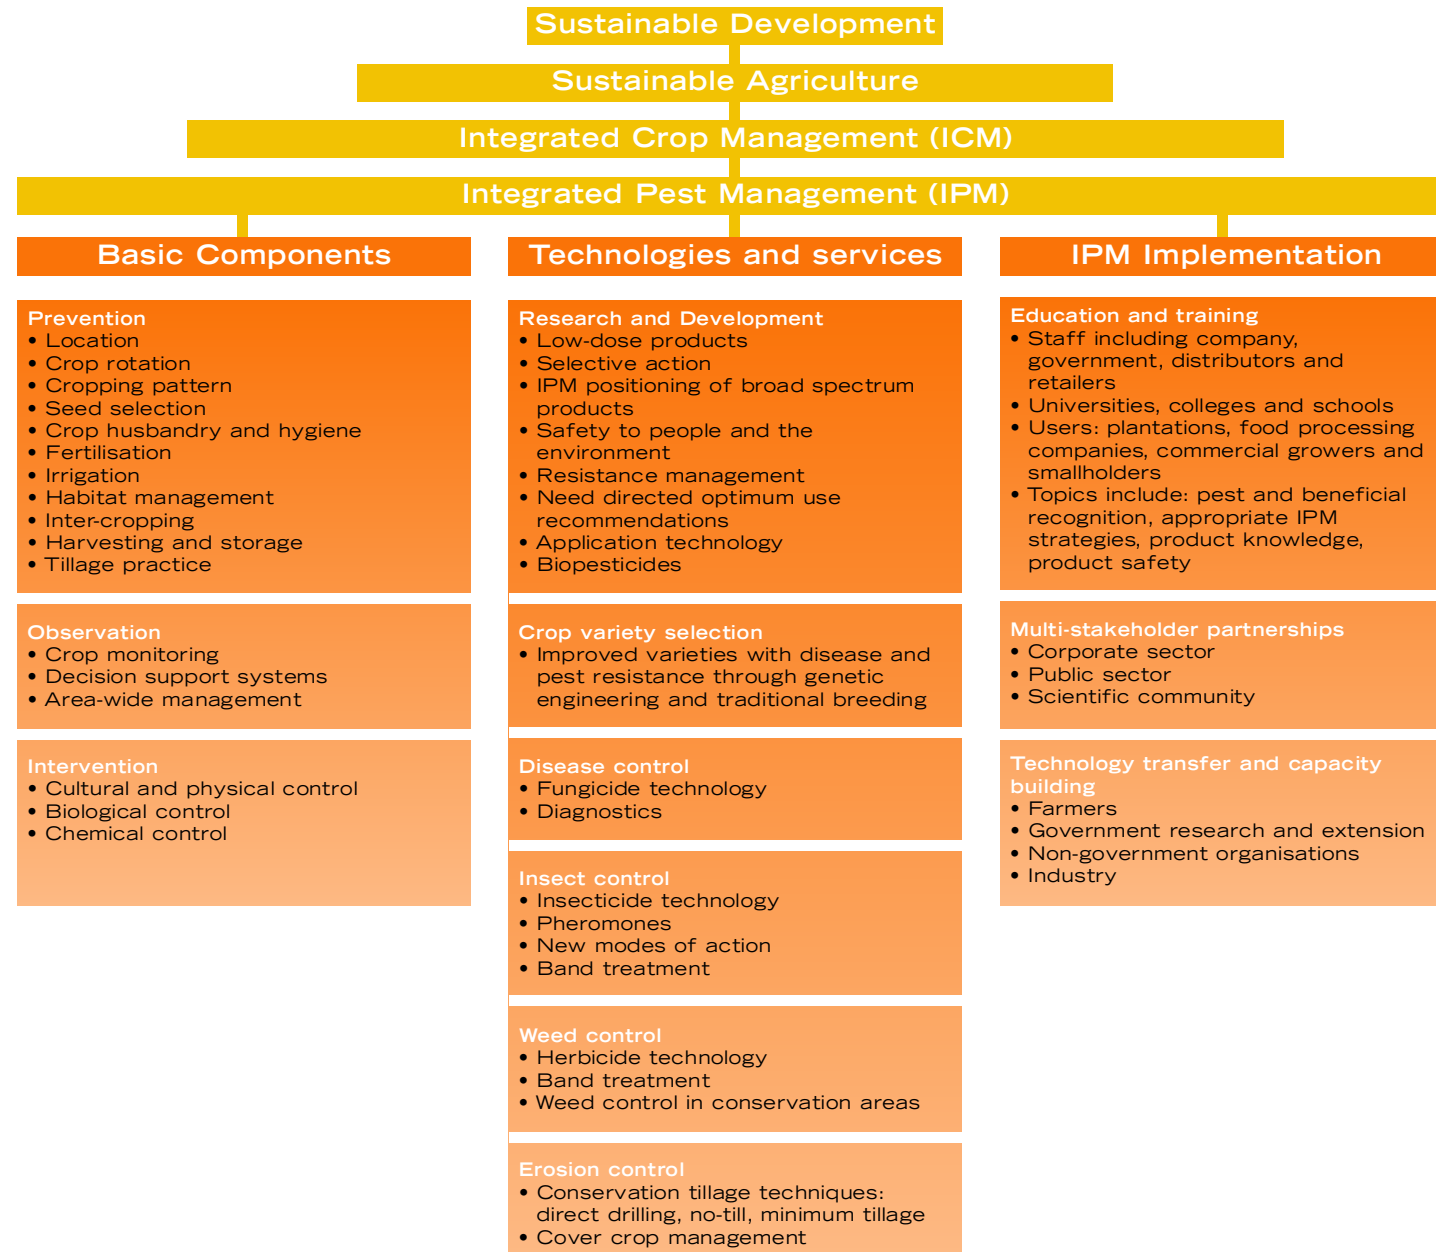 Sustainable Development
Sustainable Agriculture
Integrated Crop Management (ICM)
Integrated Pest Management (IPM)
Basic Components
Prevention
• Location
• Crop rotation
• Cropping pattern
• Seed selection
• Crop husbandry and hygiene
• Fertilisation
• Irrigation
• Habitat management
• Inter-cropping
• Harvesting and storage
• Tillage practice
Observation
• Crop monitoring
• Decision support systems
• Area-wide management
Intervention
• Cultural and physical control
• Biological control
• Chemical control
Technologies and services
Research and Development
• Low-dose products
• Selective action
• IPM positioning of broad spectrum
products
• Safety to people and the
environment
• Resistance management
• Need directed optimum use
recommendations
• Application technology
• Biopesticides
Crop variety selection
• Improved varieties with disease and
pest resistance through genetic
engineering and traditional breeding
Disease control
• Fungicide technology
• Diagnostics
Insect control
• Insecticide technology
• Pheromones
• New modes of action
• Band treatment
Weed control
• Herbicide technology
• Band treatment
• Weed control in conservation areas
Erosion control
• Conservation tillage techniques:
direct drilling, no-till, minimum tillage
• Cover crop management
IPM Implementation
Education and training
• Staff including company,
government, distributors and
retailers
• Universities, colleges and schools
• Users: plantations, food processing
companies, commercial growers and
smallholders
• Topics include: pest and beneficial
recognition, appropriate IPM
strategies, product knowledge,
product safety
Multi-stakeholder partnerships
• Corporate sector
• Public sector
• Scientific community
Technology transfer and capacity
building
• Farmers
• Government research and extension
• Non-government organisations
• Industry